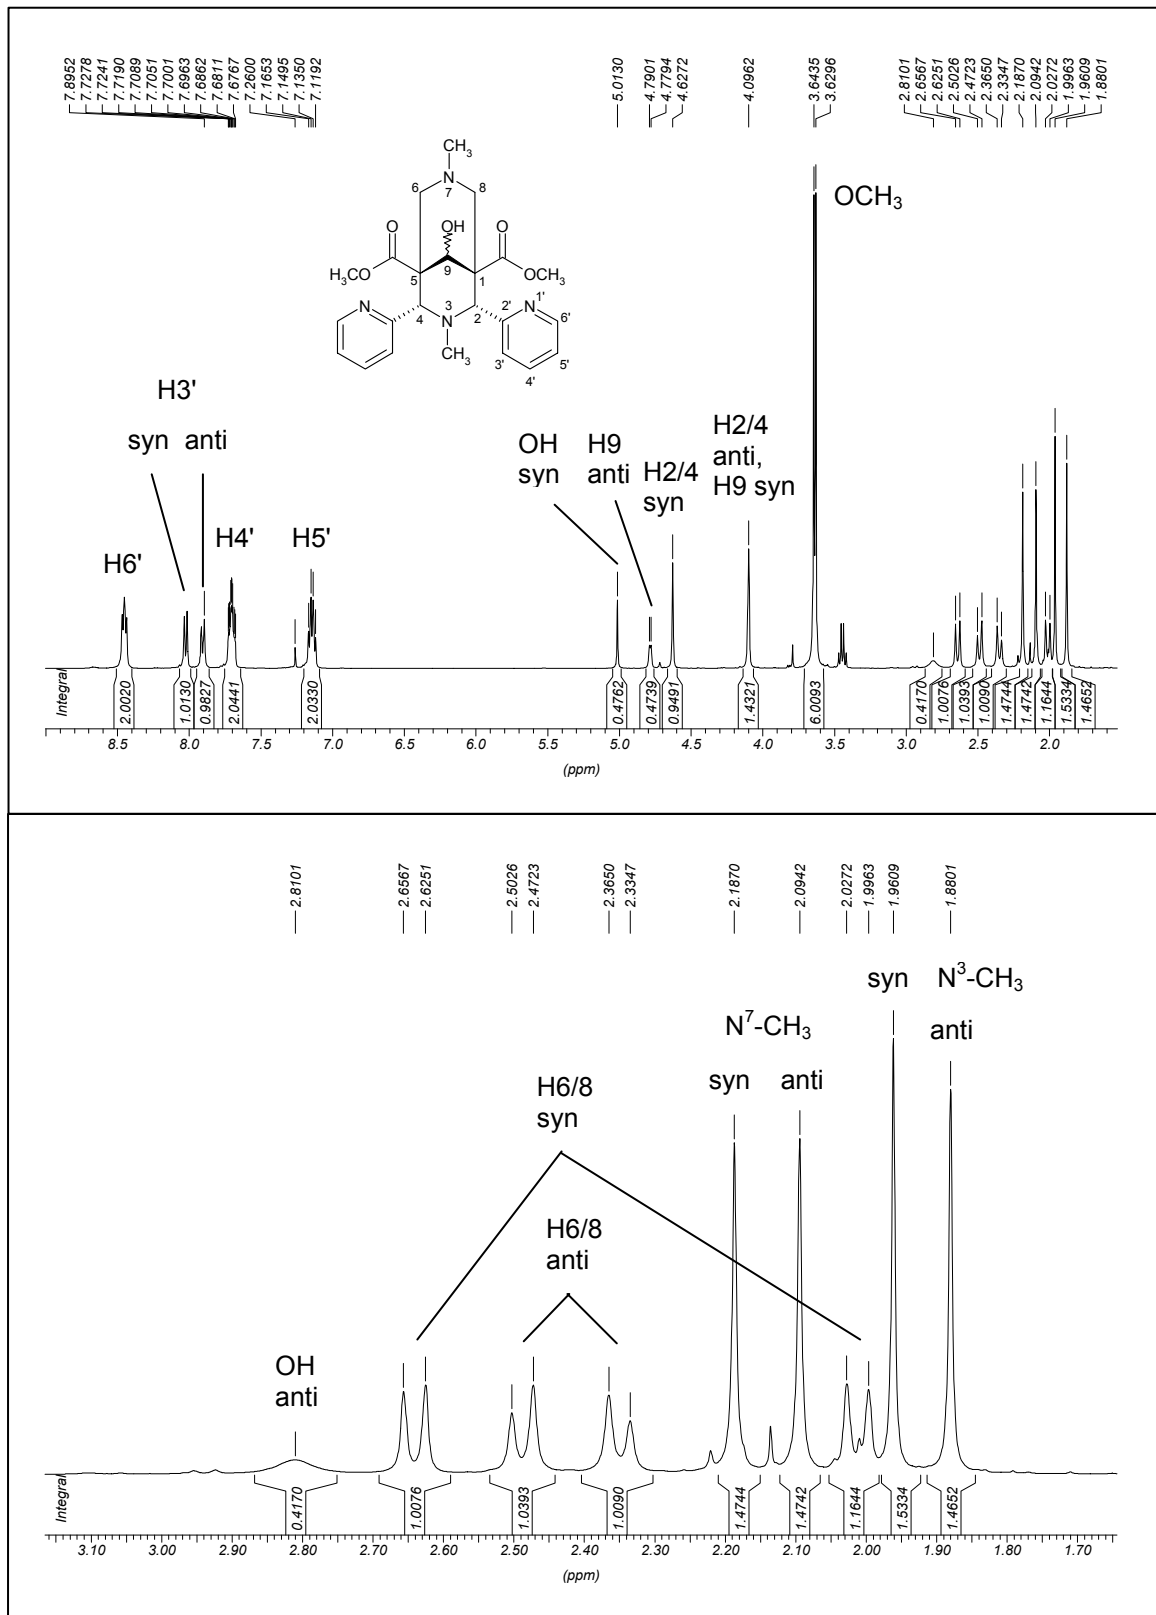 7.8952 7.7278 7.7241 7.7190 7.7089 7.7051 7.7001 7.6963 7.6862 7.6811 7.6767 7.2600 7.1653 7.1495 7.1350 7.1192 5.0130 4.7901 4.7794 4.6272 4.0962 3.6435 3.6296 2.8101 2.6567 2.6251 2.5026 2.4723 2.3650 2.3347 2.1870 2.0942 2.0272 1.9963 1.9609 1.8801
CH₃
6 N 8
7
O OH O
H₃CO 5 9 1 OCH₃
N 3 2' N 1'
4 N 2 6'
H₃C 3' 5'
4'
OCH₃
H3'
syn anti
H6' H4' H5'
OH syn
H9 anti
H2/4 syn
H2/4 anti, H9 syn
Integral
2.0020 1.0130 0.9827 2.0441 2.0330 0.4762 0.4739 0.9491 1.4321 6.0093 0.4170 1.0076 1.0393 1.0090 1.4744 1.4742 1.1644 1.5334 1.4652
8.5 8.0 7.5 7.0 6.5 6.0 5.5 5.0 4.5 4.0 3.5 3.0 2.5 2.0
(ppm)
2.8101 2.6567 2.6251 2.5026 2.4723 2.3650 2.3347 2.1870 2.0942 2.0272 1.9963 1.9609 1.8801
syn N³-CH₃
N⁷-CH₃ anti
syn anti
H6/8
syn
H6/8
anti
OH
anti
Integral
0.4170 1.0076 1.0393 1.0090 1.4744 1.4742 1.1644 1.5334 1.4652
3.10 3.00 2.90 2.80 2.70 2.60 2.50 2.40 2.30 2.20 2.10 2.00 1.90 1.80 1.70
(ppm)